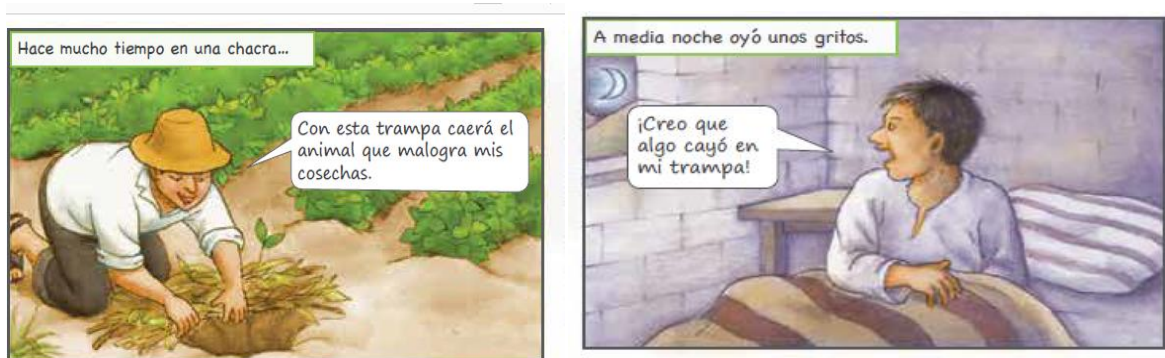 Hace mucho tiempo en una chacra...
Con esta trampa caerá el
animal que malogra mis
cosechas.
A media noche oyó unos gritos.
¡Creo que
algo cayó en
mi trampa!